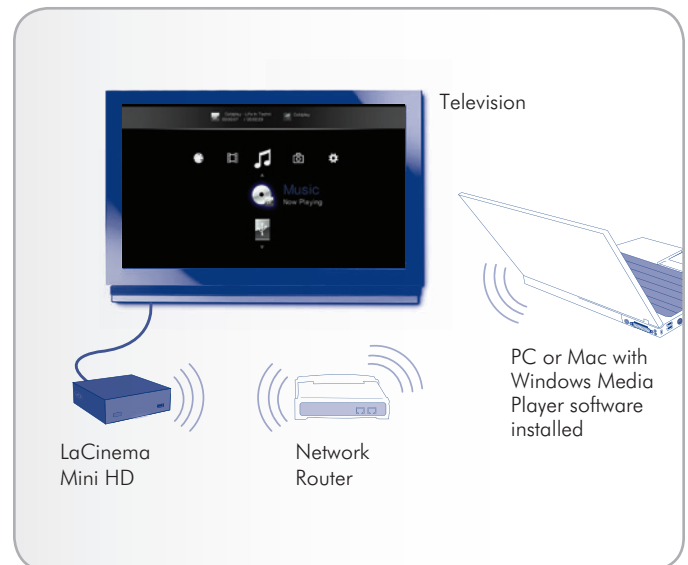 Television
Music
Now Playing
PC or Mac with
Windows Media
Player software
installed
LaCinema
Mini HD
Network
Router